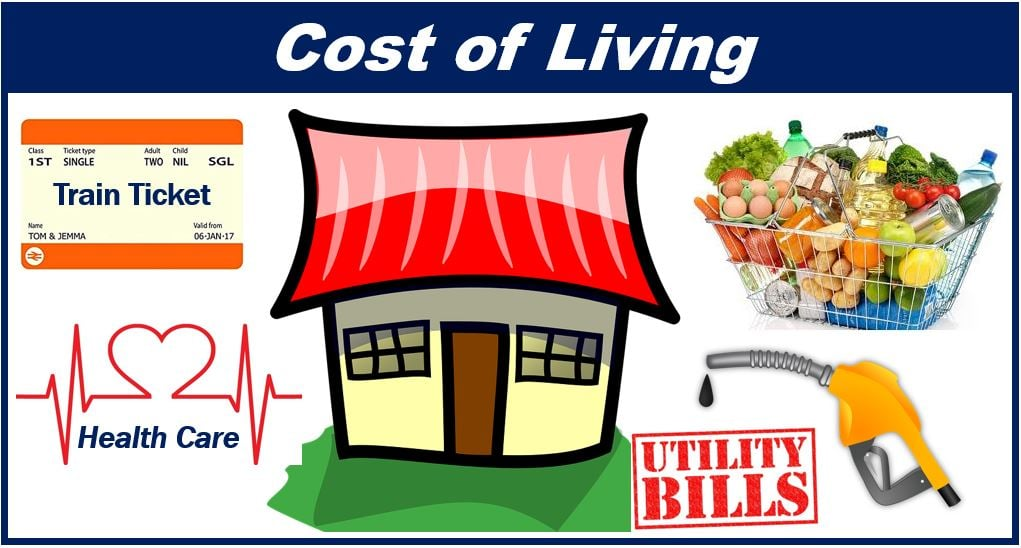 Cost of Living
Class Ticket type Adult Child
1ST SINGLE TWO NIL SGL
Train Ticket
Name Valid from
TOM & JEMMA 06-JAN-17
Health Care
UTILITY
BILLS